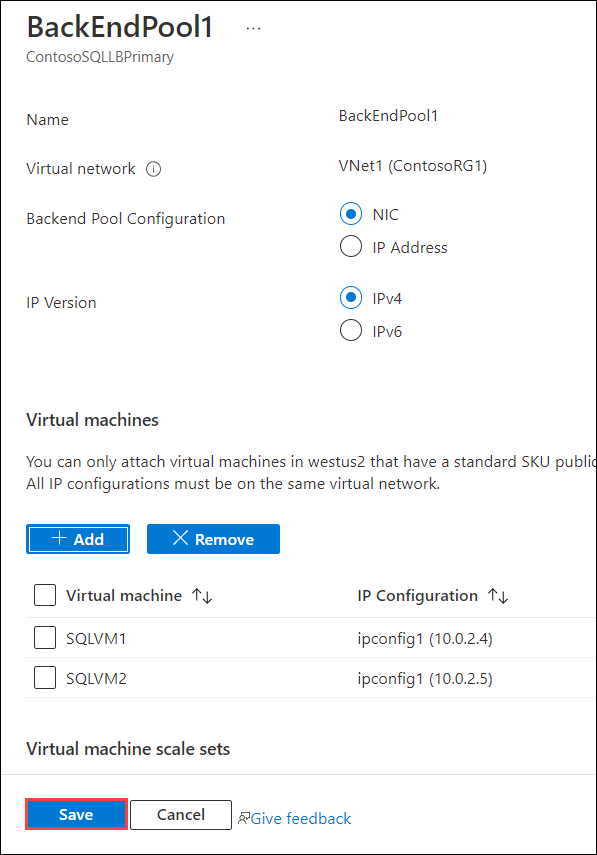 BackEndPool1 ...
ContosoSQLLBPrimary
Name BackEndPool1
Virtual network VNet1 (ContosoRG1)
Backend Pool Configuration NIC
IP Address
IP Version IPv4
IPv6
Virtual machines
You can only attach virtual machines in westus2 that have a standard SKU public
All IP configurations must be on the same virtual network.
Add Remove
Virtual machine IP Configuration
SQLVM1 ipconfig1 (10.0.2.4)
SQLVM2 ipconfig1 (10.0.2.5)
Virtual machine scale sets
Save Cancel Give feedback